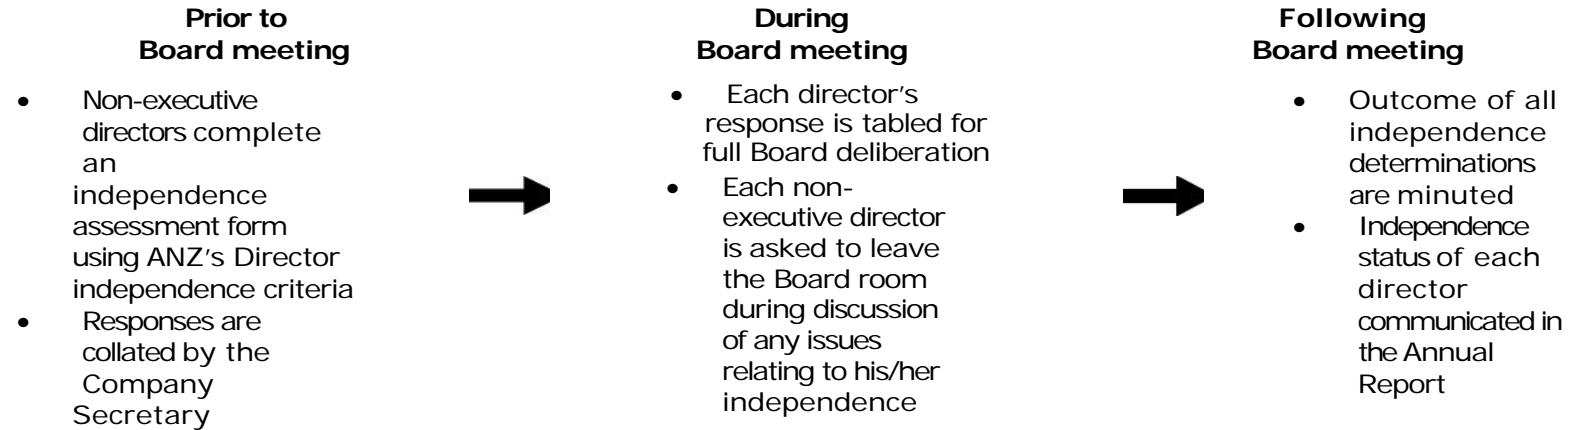 Prior to
Board meeting
• Non-executive
directors complete
an
independence
assessment form
using ANZ's Director
independence criteria
• Responses are
collated by the
Company
Secretary
During
Board meeting
• Each director's
response is tabled for
full Board deliberation
• Each non-
executive director
is asked to leave
the Board room
during discussion
of any issues
relating to his/her
independence
Following
Board meeting
• Outcome of all
independence
determinations
are minuted
• Independence
status of each
director
communicated in
the Annual
Report